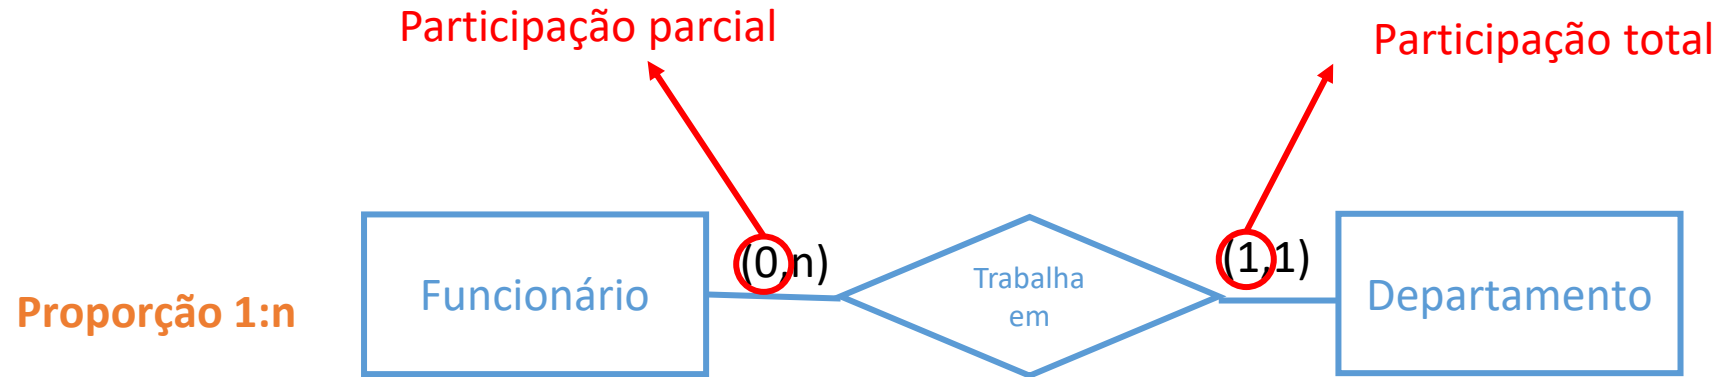 Participação parcial
Participação total
(0,n)
(1,1)
Proporção 1:n
Funcionário
Trabalha
em
Departamento